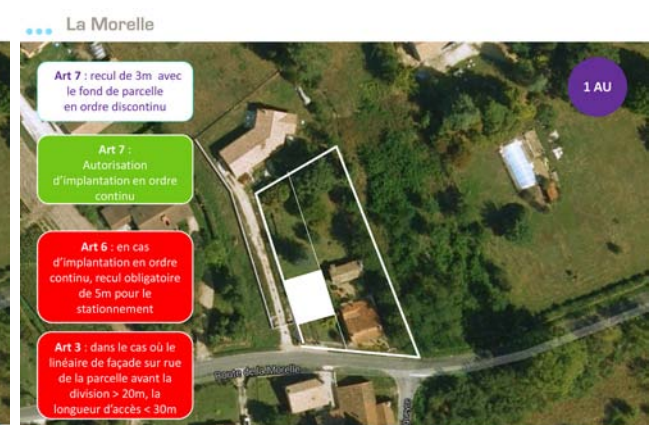 La Morelle
Art 7 : recul de 3m avec
le fond de parcelle
en ordre discontinu
1 AU
Art 7 :
Autorisation
d'implantation en ordre
continu
Art 6 : en cas
d'implantation en ordre
continu, recul obligatoire
de 5m pour le
stationnement
Art 3 : dans le cas où le
linéaire de façade sur rue
de la parcelle avant la
division > 20m, la
longueur d'accès < 30m
Route de la Morelle